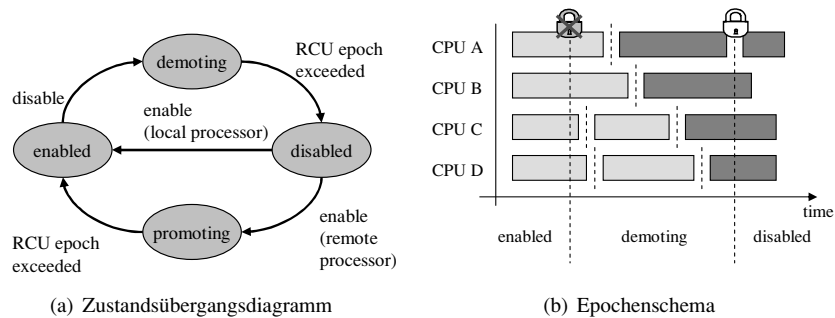 demoting
RCU epoch
exceeded
disable
enable
(local processor)
enabled
disabled
promoting
RCU epoch
exceeded
enable
(remote
processor)
(a) Zustandsübergangsdiagramm
CPU A
CPU B
CPU C
CPU D
time
enabled
demoting
disabled
(b) Epochenschema